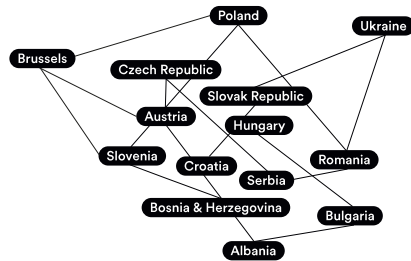 Poland
Ukraine
Brussels
Czech Republic
Slovak Republic
Austria
Hungary
Slovenia
Croatia
Romania
Serbia
Bosnia & Herzegovina
Bulgaria
Albania